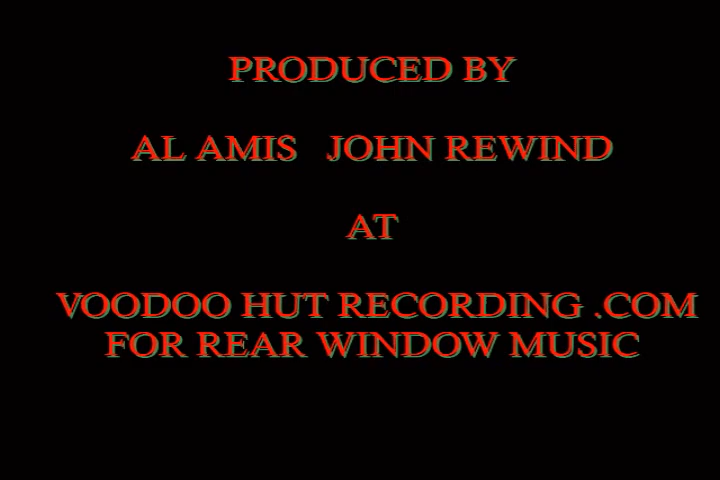 PRODUCED BY
AL AMIS   JOHN REWIND
AT
VOODOO HUT RECORDING .COM
FOR REAR WINDOW MUSIC